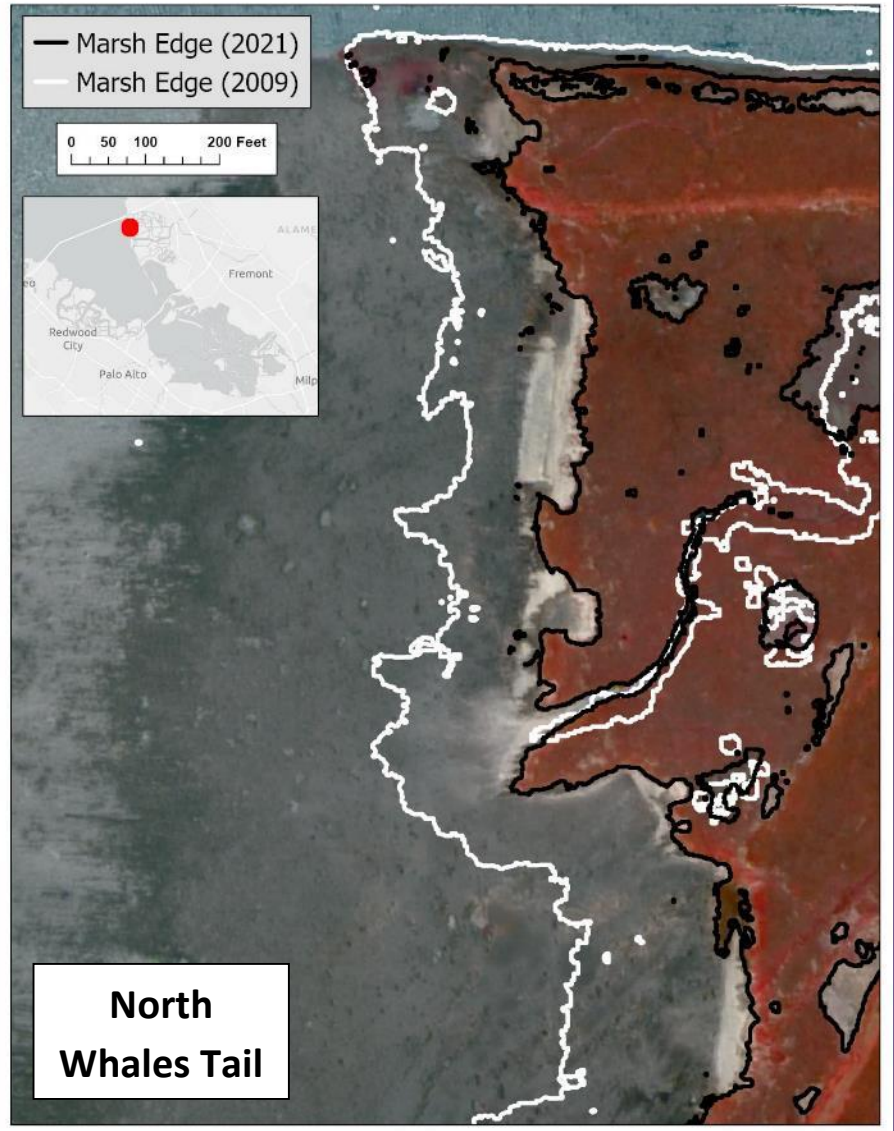 Marsh Edge (2021)
Marsh Edge (2009)
0 50 100 200 Feet
ALAME
Fremont
eo
Redwood
City
Palo Alto
Milp
North
Whales Tail